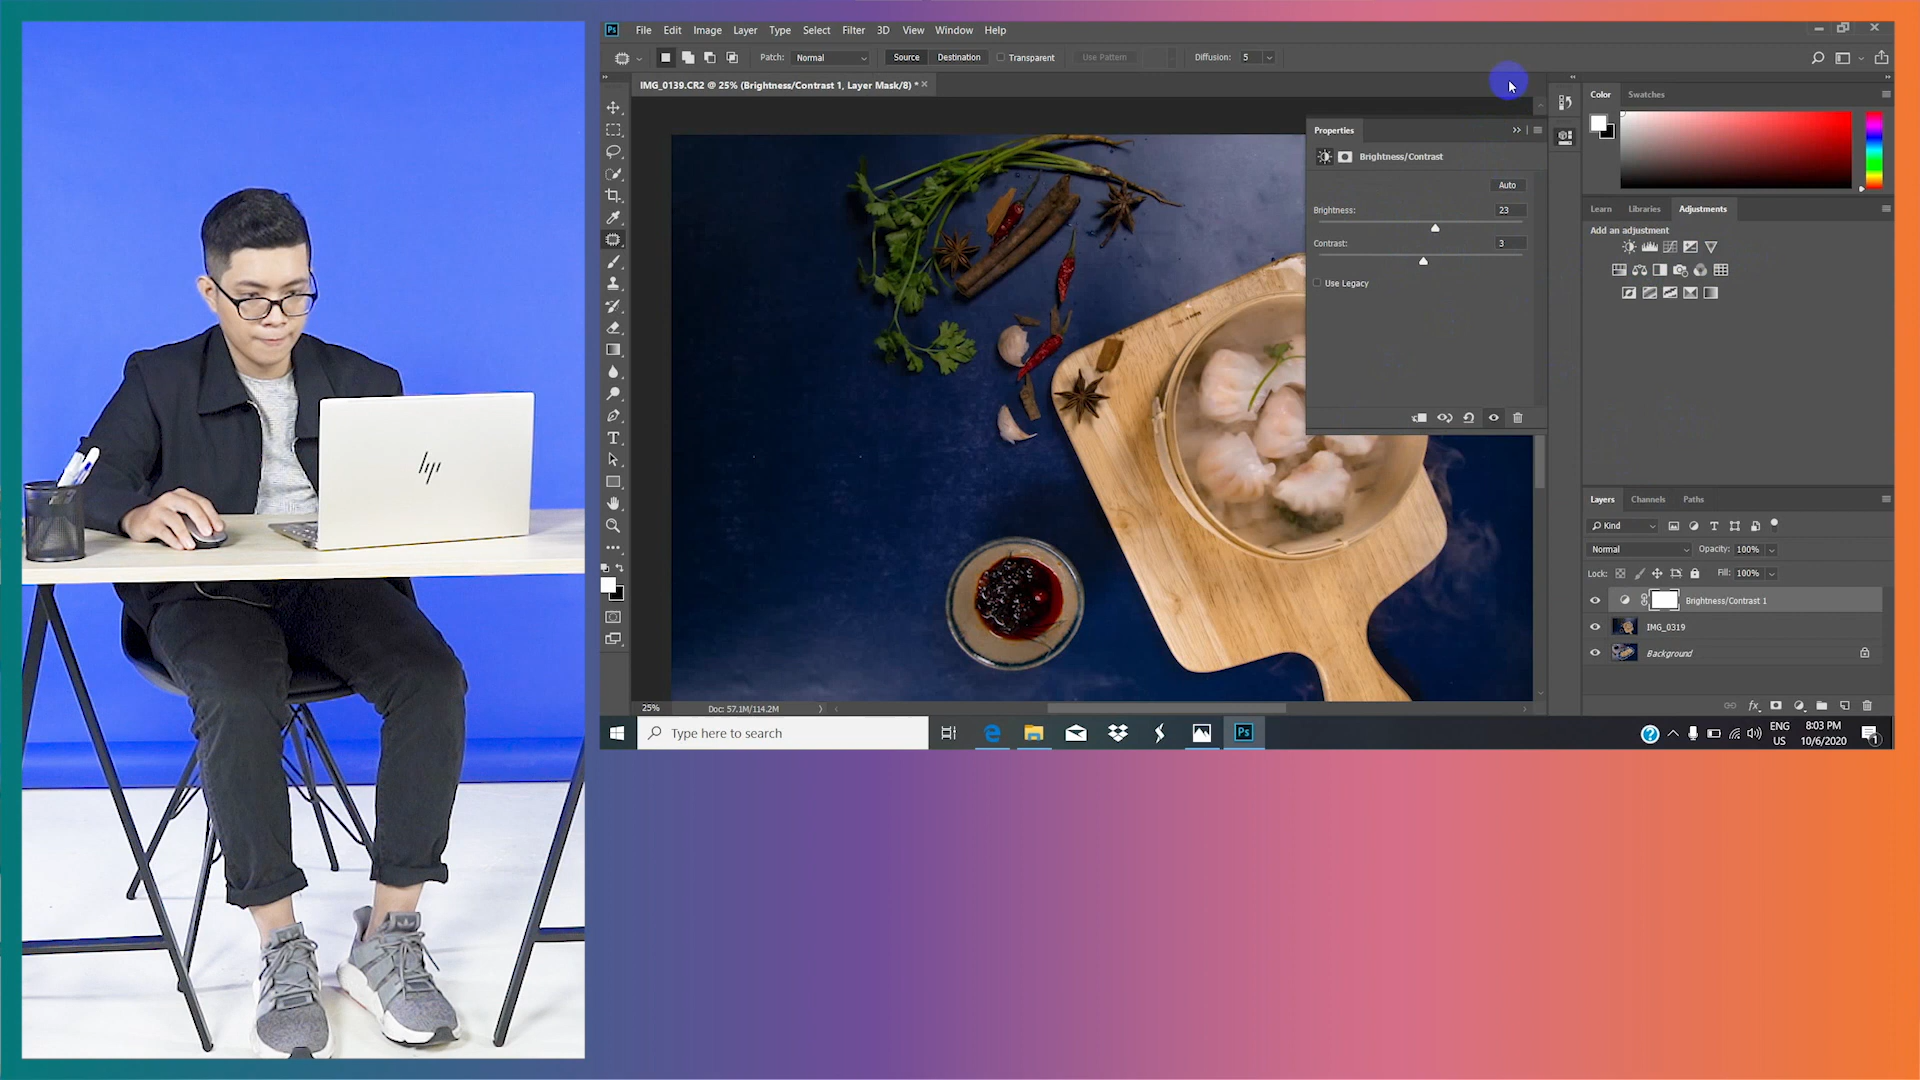 Ps File Edit Image Layer Type Select Filter 3D View Window Help
Patch: Normal Source Destination Transparent Use Pattern Diffusion: 5
IMG_0139.CR2 @ 25% (Brightness/Contrast 1, Layer Mask/8) *
Properties
Brightness/Contrast
Auto
Brightness: 23
Contrast: 3
Use Legacy
Color Swatches
Learn Libraries Adjustments
Add an adjustment
Layers Channels Paths
Kind
Normal Opacity: 100%
Lock: Fill: 100%
Brightness/Contrast 1
IMG_0319
Background
25% Doc: 57.1M/114.2M
Type here to search
Ps
ENG
US
8:03 PM
10/6/2020
1
hp